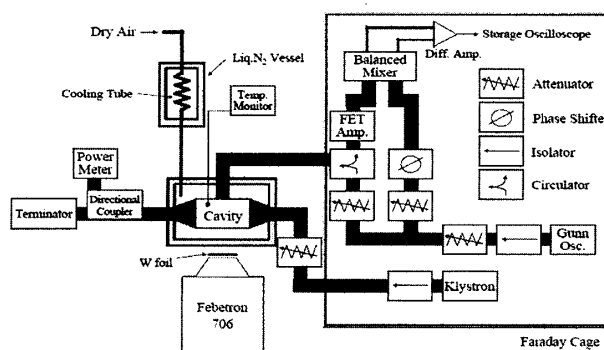 Dry Air
Liq.N₂ Vessel
Cooling Tube
Temp.
Monitor
Power
Meter
Directional
Coupler
Terminator
Cavity
W foil
Febetron
706
Balanced
Mixer
Diff. Amp.
Storage Oscilloscope
FET
Amp.
Attenuator
Phase Shifte
Isolator
Circulator
Gunn
Osc.
Klystron
Faraday Cage